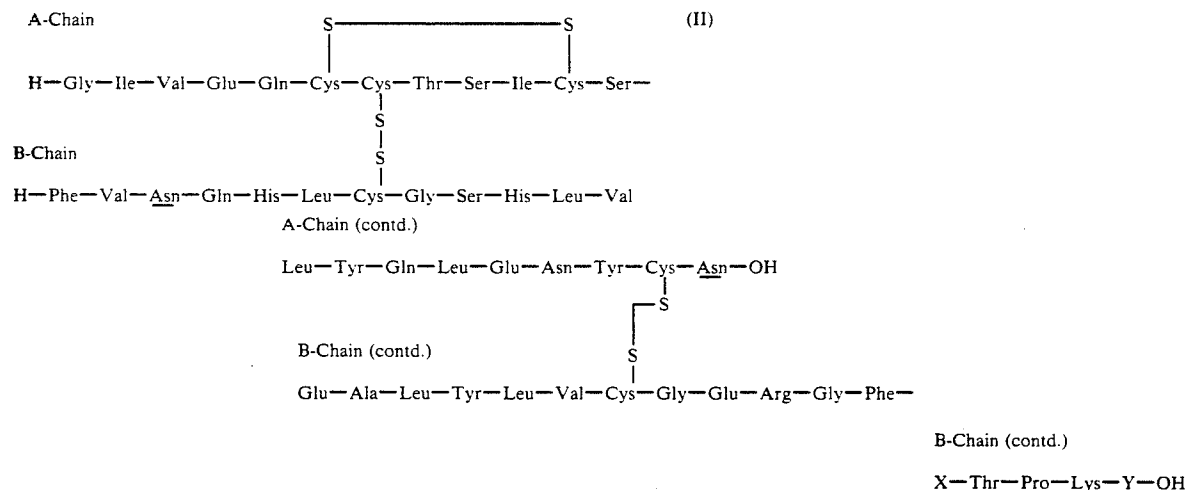 A-Chain
S—S
(II)
H—Gly—Ile—Val—Glu—Gln—Cys—Cys—Thr—Ser—Ile—Cys—Ser—
S
S
B-Chain
H—Phe—Val—Asn—Gln—His—Leu—Cys—Gly—Ser—His—Leu—Val
A-Chain (contd.)
Leu—Tyr—Gln—Leu—Glu—Asn—Tyr—Cys—Asn—OH
S
S
B-Chain (contd.)
Glu—Ala—Leu—Tyr—Leu—Val—Cys—Gly—Glu—Arg—Gly—Phe—
B-Chain (contd.)
X—Thr—Pro—Lys—Y—OH